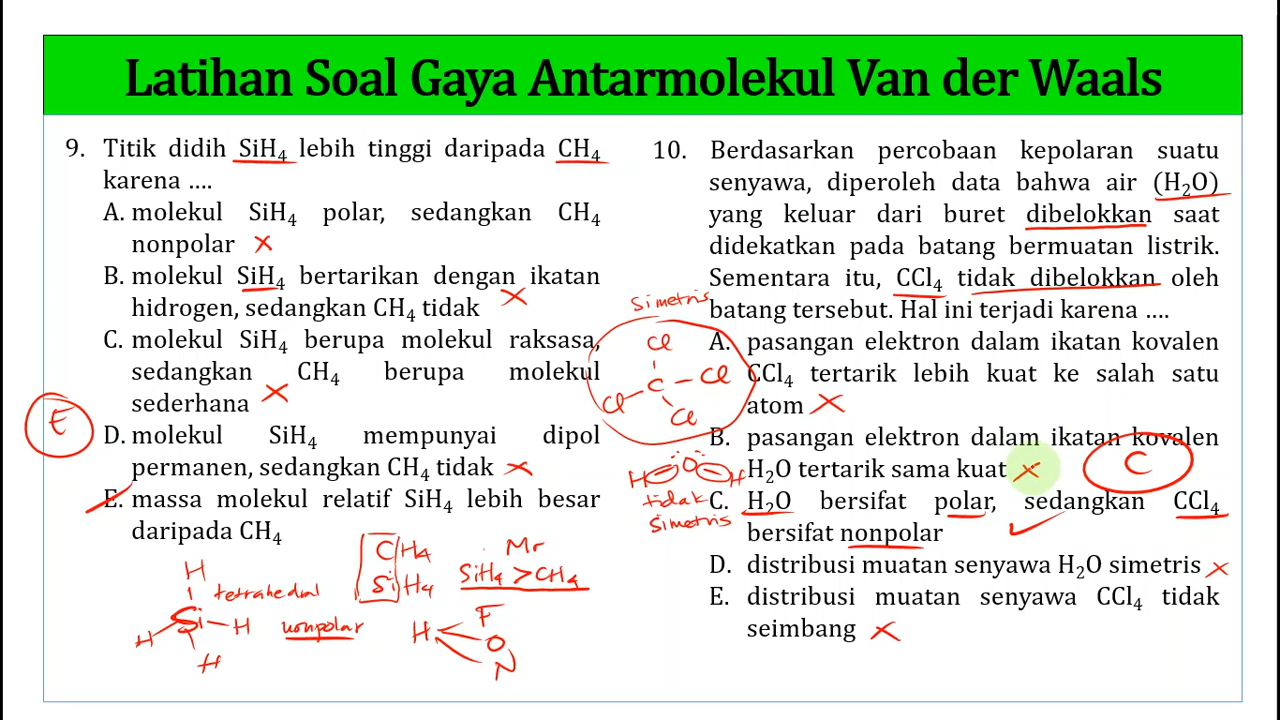 Latihan Soal Gaya Antarmolekul Van der Waals
9. Titik didih SiH₄ lebih tinggi daripada CH₄
karena ....
A. molekul SiH₄ polar, sedangkan CH₄
nonpolar
B. molekul SiH₄ bertarikan dengan ikatan
hidrogen, sedangkan CH₄ tidak
C. molekul SiH₄ berupa molekul raksasa,
sedangkan CH₄ berupa molekul
sederhana
E
D. molekul SiH₄ mempunyai dipol
permanen, sedangkan CH₄ tidak
E. massa molekul relatif SiH₄ lebih besar
daripada CH₄
H
Si
H
H
H
tetrahedral
nonpolar
CH₄
SiH₄
Mr
SiH₄ > CH₄
H
F
O
N
10. Berdasarkan percobaan kepolaran suatu
senyawa, diperoleh data bahwa air (H₂O)
yang keluar dari buret dibelokkan saat
didekatkan pada batang bermuatan listrik.
Sementara itu, CCl₄ tidak dibelokkan oleh
batang tersebut. Hal ini terjadi karena ....
A. pasangan elektron dalam ikatan kovalen
CCl₄ tertarik lebih kuat ke salah satu
atom
B. pasangan elektron dalam ikatan kovalen
H₂O tertarik sama kuat
C. H₂O bersifat polar, sedangkan CCl₄
bersifat nonpolar
D. distribusi muatan senyawa H₂O simetris
E. distribusi muatan senyawa CCl₄ tidak
seimbang
Simetris
Cl
C
Cl
Cl
Cl
H O H
tidak
Simetris
C